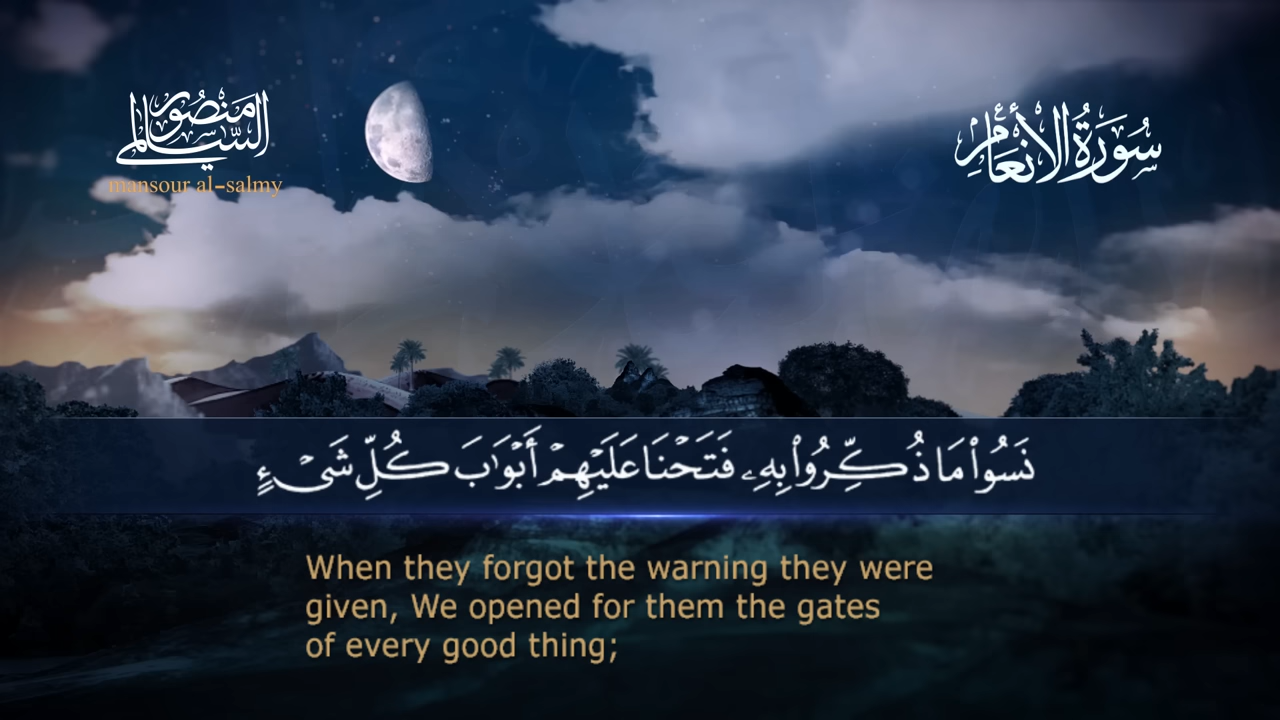 منصور السالمي
mansour al-salmy
سُورَةُ الأَنْعَامِ
نَسُوا۟ مَا ذُكِّرُوا۟ بِهِۦ فَتَحْنَا عَلَيْهِمْ أَبْوَٰبَ كُلِّ شَىْءٍ
When they forgot the warning they were
given, We opened for them the gates
of every good thing;